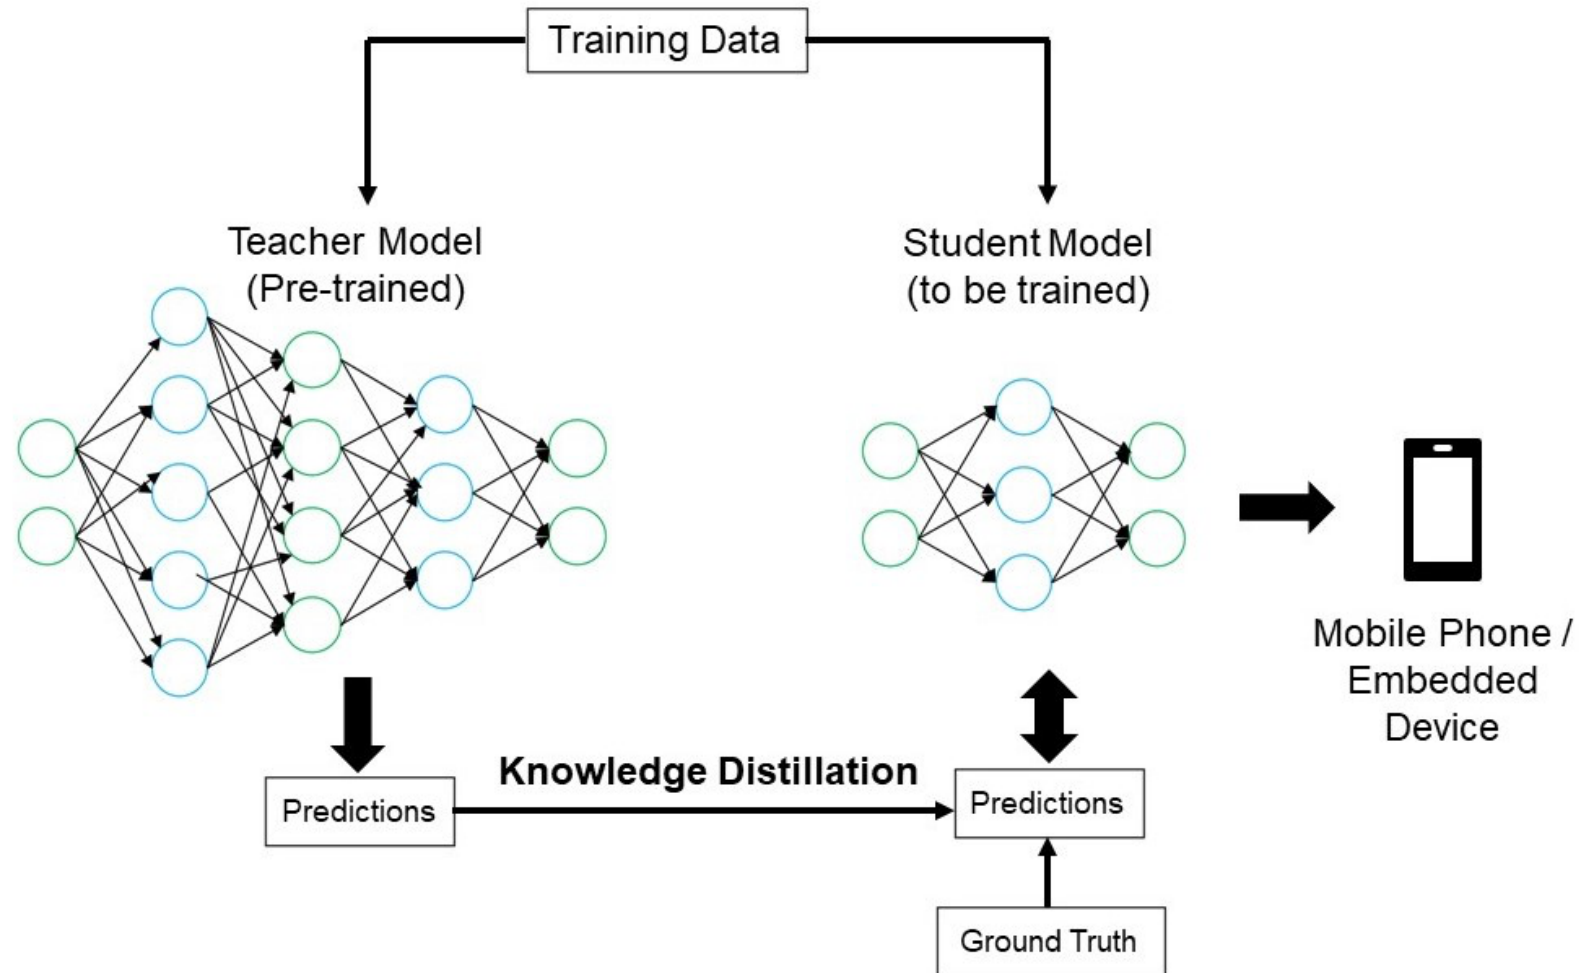 Training Data
Teacher Model
(Pre-trained)
Student Model
(to be trained)
Mobile Phone /
Embedded
Device
Knowledge Distillation
Predictions
Predictions
Ground Truth